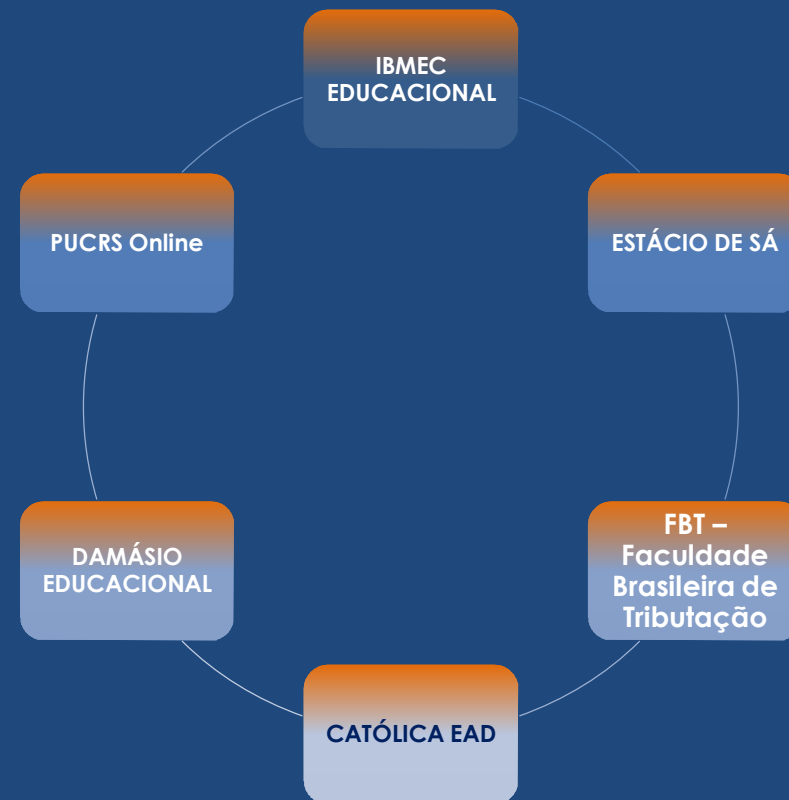 IBMEC
EDUCACIONAL
PUCRS Online
ESTÁCIO DE SÁ
DAMÁSIO
EDUCACIONAL
FBT –
Faculdade
Brasileira de
Tributação
CATÓLICA EAD